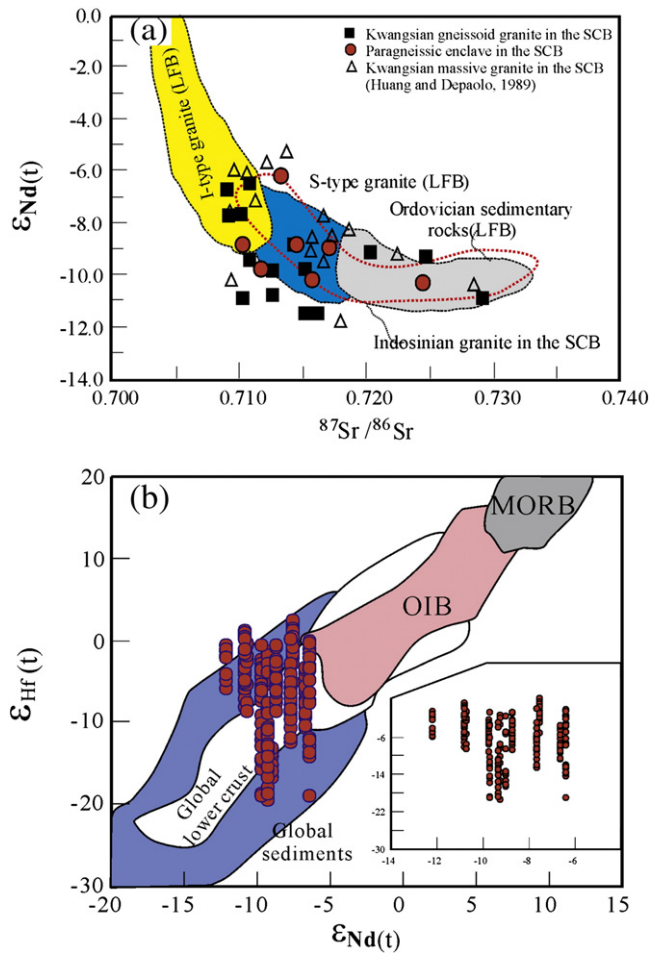 (a)
0.0
-2.0
-4.0
-6.0
-8.0
-10.0
-12.0
-14.0
εNd(t)
Kwangsian gneissoid granite in the SCB
Paragneissic enclave in the SCB
Kwangsian massive granite in the SCB
(Huang and Depaolo, 1989)
I-type granite (LFB)
S-type granite (LFB)
Ordovician sedimentary
rocks(LFB)
Indosinian granite in the SCB
0.700 0.710 0.720 0.730 0.740
87Sr/86Sr
(b)
20
10
0
-10
-20
-30
εHf(t)
MORB
OIB
Global
lower crust
Global
sediments
-6
-10
-14
-19
-25
-30
-14 -12 -10 -8 -6
-20 -15 -10 -5 0 5 10 15
εNd(t)